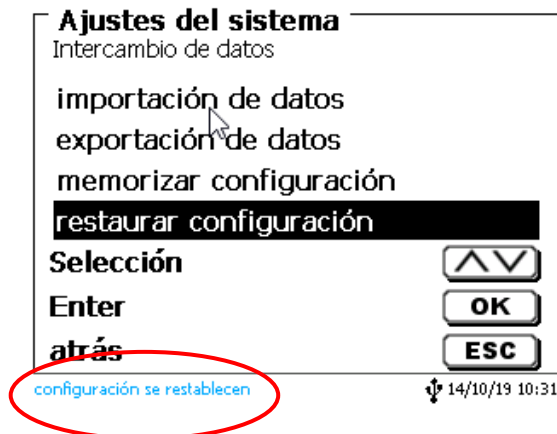 Ajustes del sistema
Intercambio de datos
importación de datos
exportación de datos
memorizar configuración
restaurar configuración
Selección
Enter OK
atrás ESC
configuración se restablecen 14/10/19 10:31